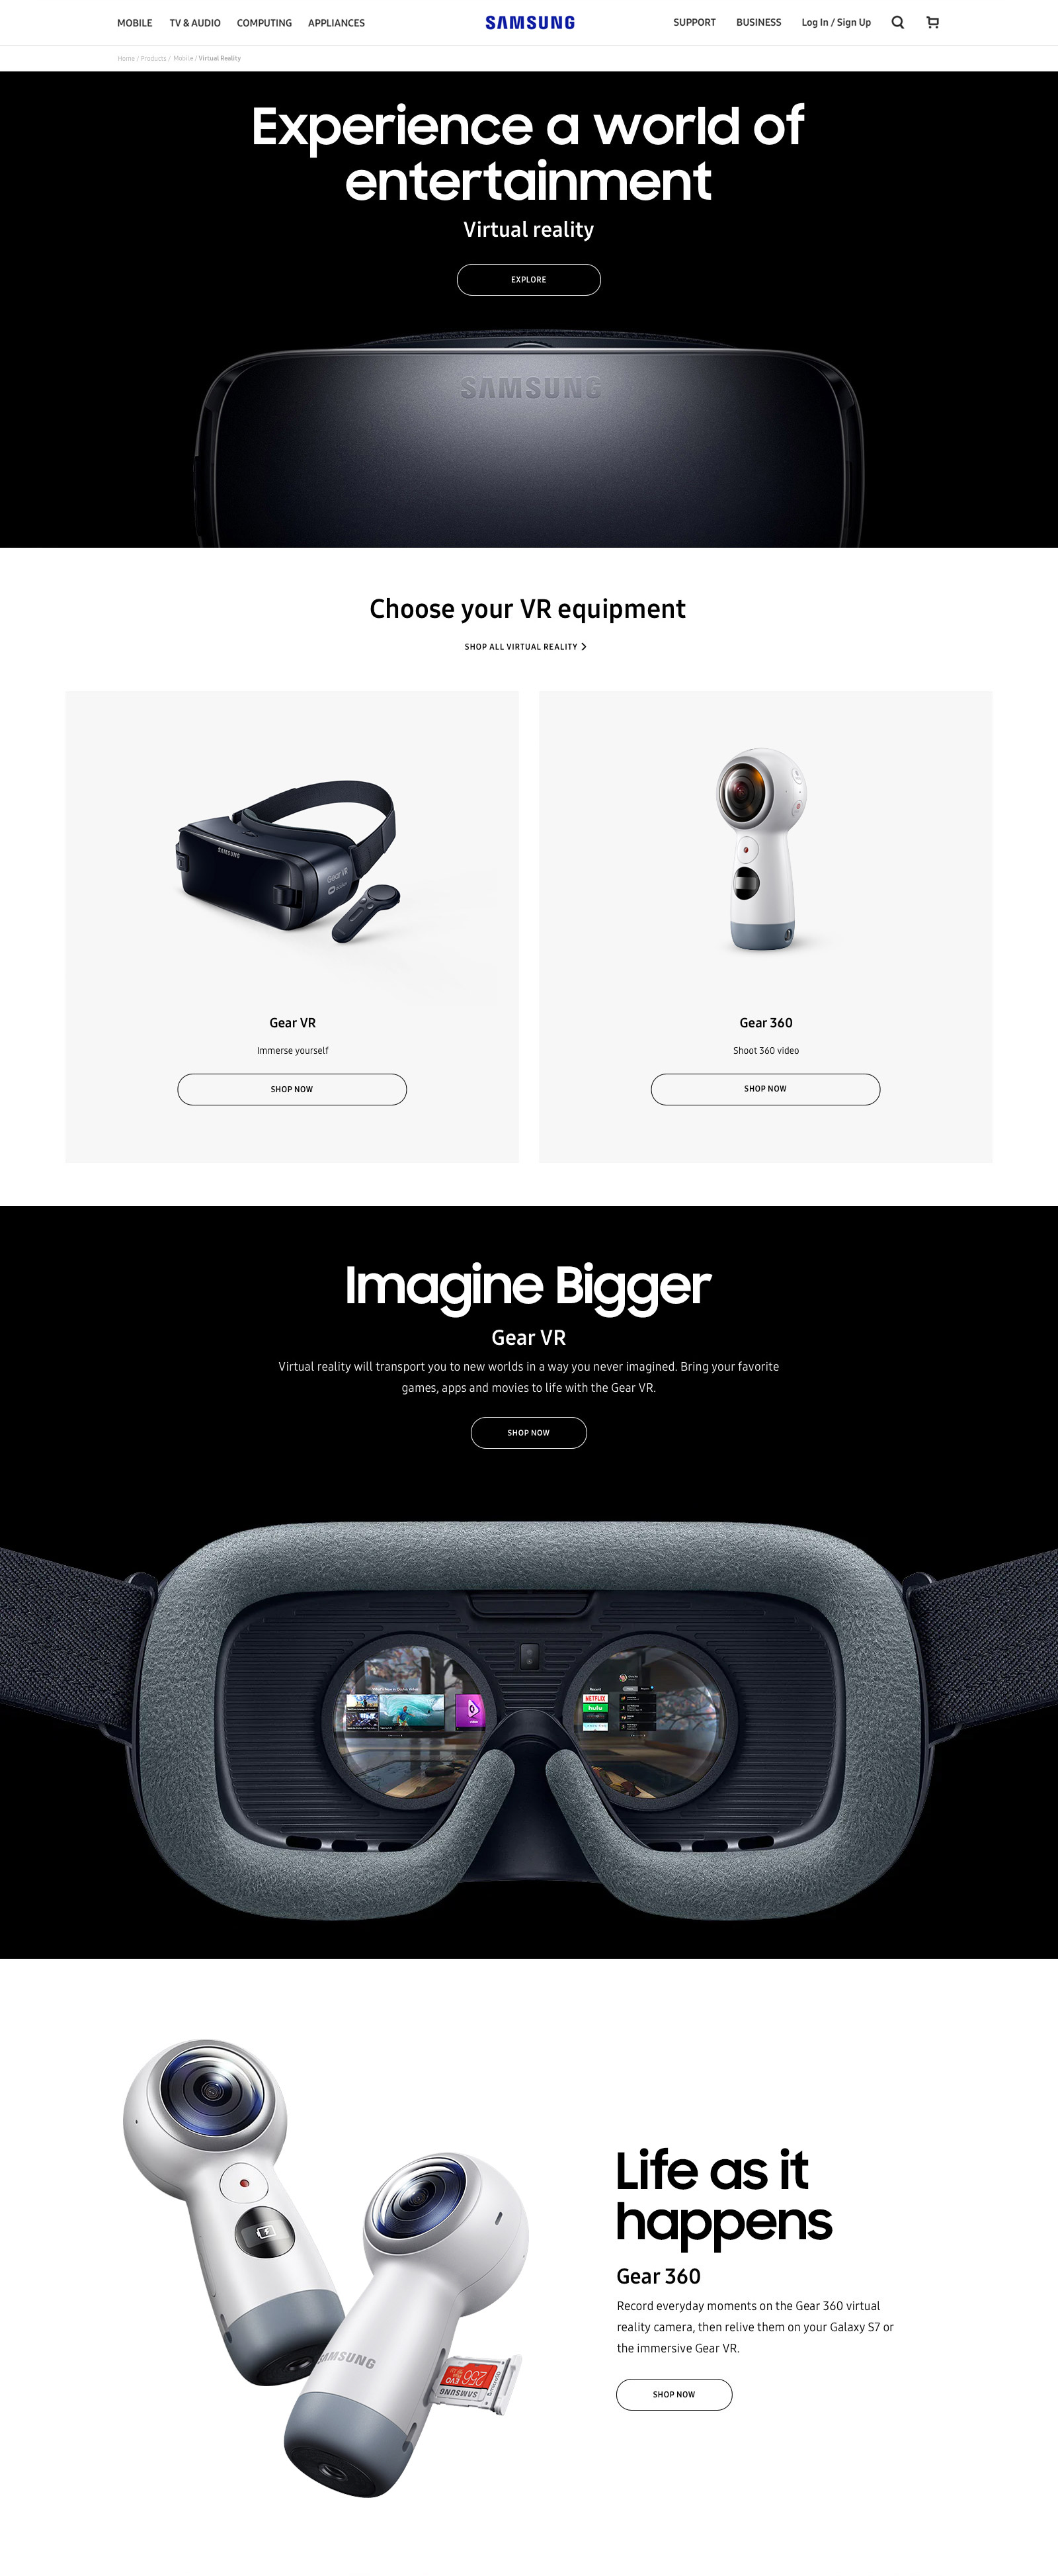 MOBILE TV & AUDIO COMPUTING APPLIANCES SAMSUNG SUPPORT BUSINESS Log In / Sign Up
Home / Products / Mobile / Virtual Reality
Experience a world of
entertainment
Virtual reality
EXPLORE
SAMSUNG
Choose your VR equipment
SHOP ALL VIRTUAL REALITY
SAMSUNG
Gear VR
oculus
Gear VR
Immerse yourself
SHOP NOW
Gear 360
Shoot 360 video
SHOP NOW
Imagine Bigger
Gear VR
Virtual reality will transport you to new worlds in a way you never imagined. Bring your favorite
games, apps and movies to life with the Gear VR.
SHOP NOW
Recent
NETFLIX
hulu
Life as it
happens
Gear 360
Record everyday moments on the Gear 360 virtual
reality camera, then relive them on your Galaxy S7 or
the immersive Gear VR.
SHOP NOW
SAMSUNG
256
EVO
SAMSUNG